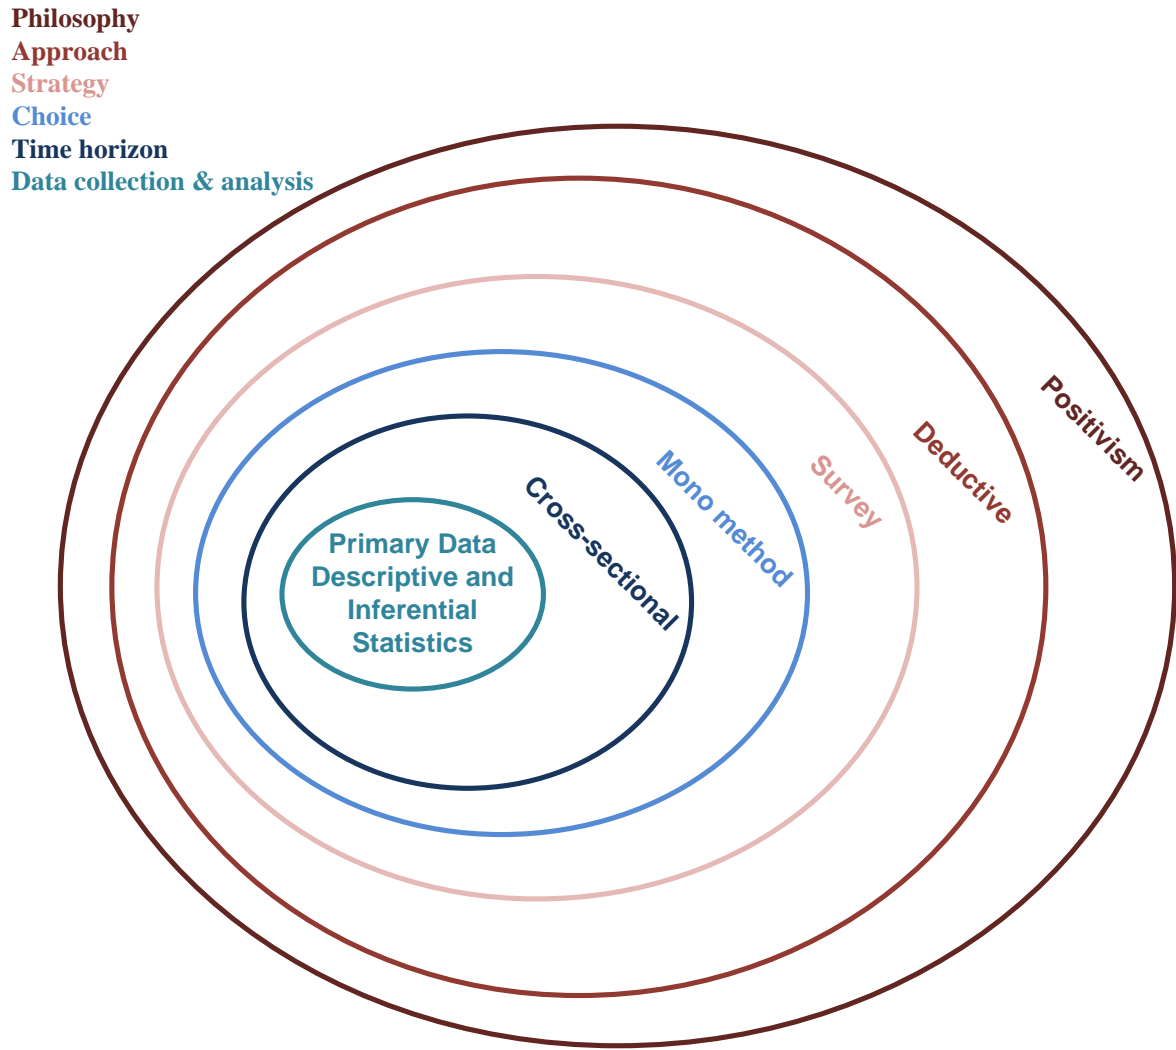 Philosophy
Approach
Strategy
Choice
Time horizon
Data collection & analysis
Positivism
Deductive
Survey
Mono method
Cross-sectional
Primary Data
Descriptive and
Inferential
Statistics